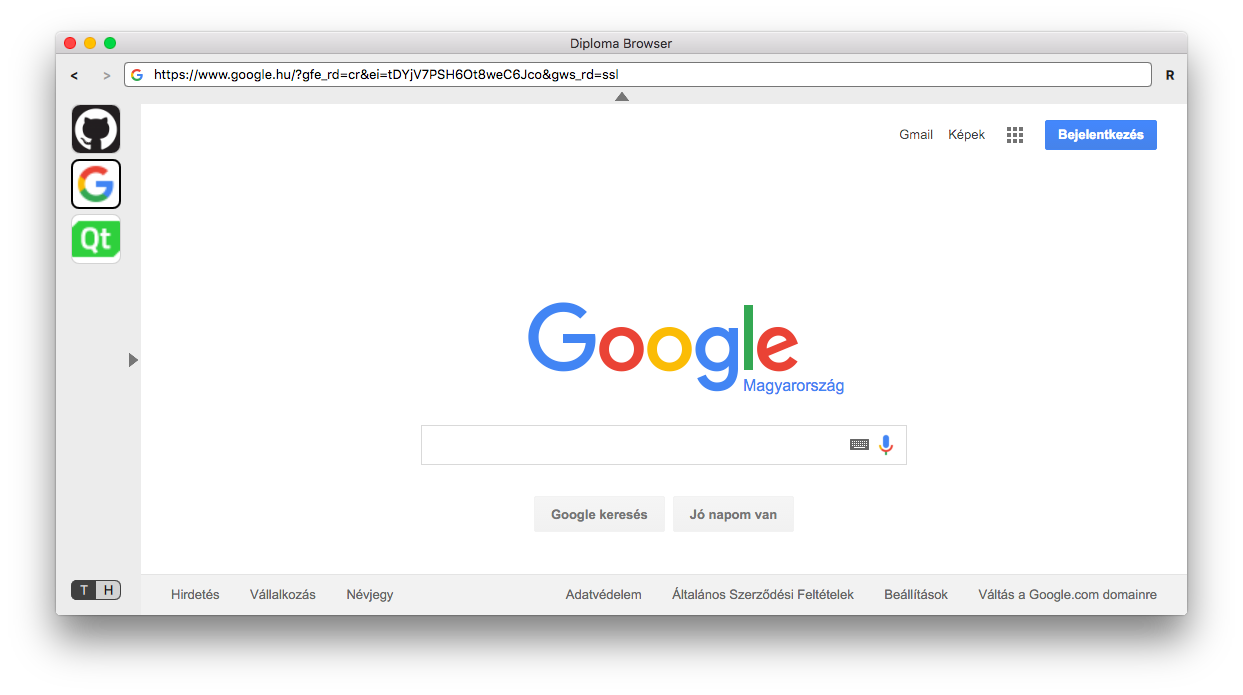 Diploma Browser
< > https://www.google.hu/?gfe_rd=cr&ei=tDYjV7PSH6Ot8weC6Jco&gws_rd=ssl R
Gmail Képek Bejelentkezés
Qt
Google
Magyarország
Google keresés Jó napom van
T H
Hirdetés Vállalkozás Névjegy Adatvédelem Általános Szerződési Feltételek Beállítások Váltás a Google.com domainre